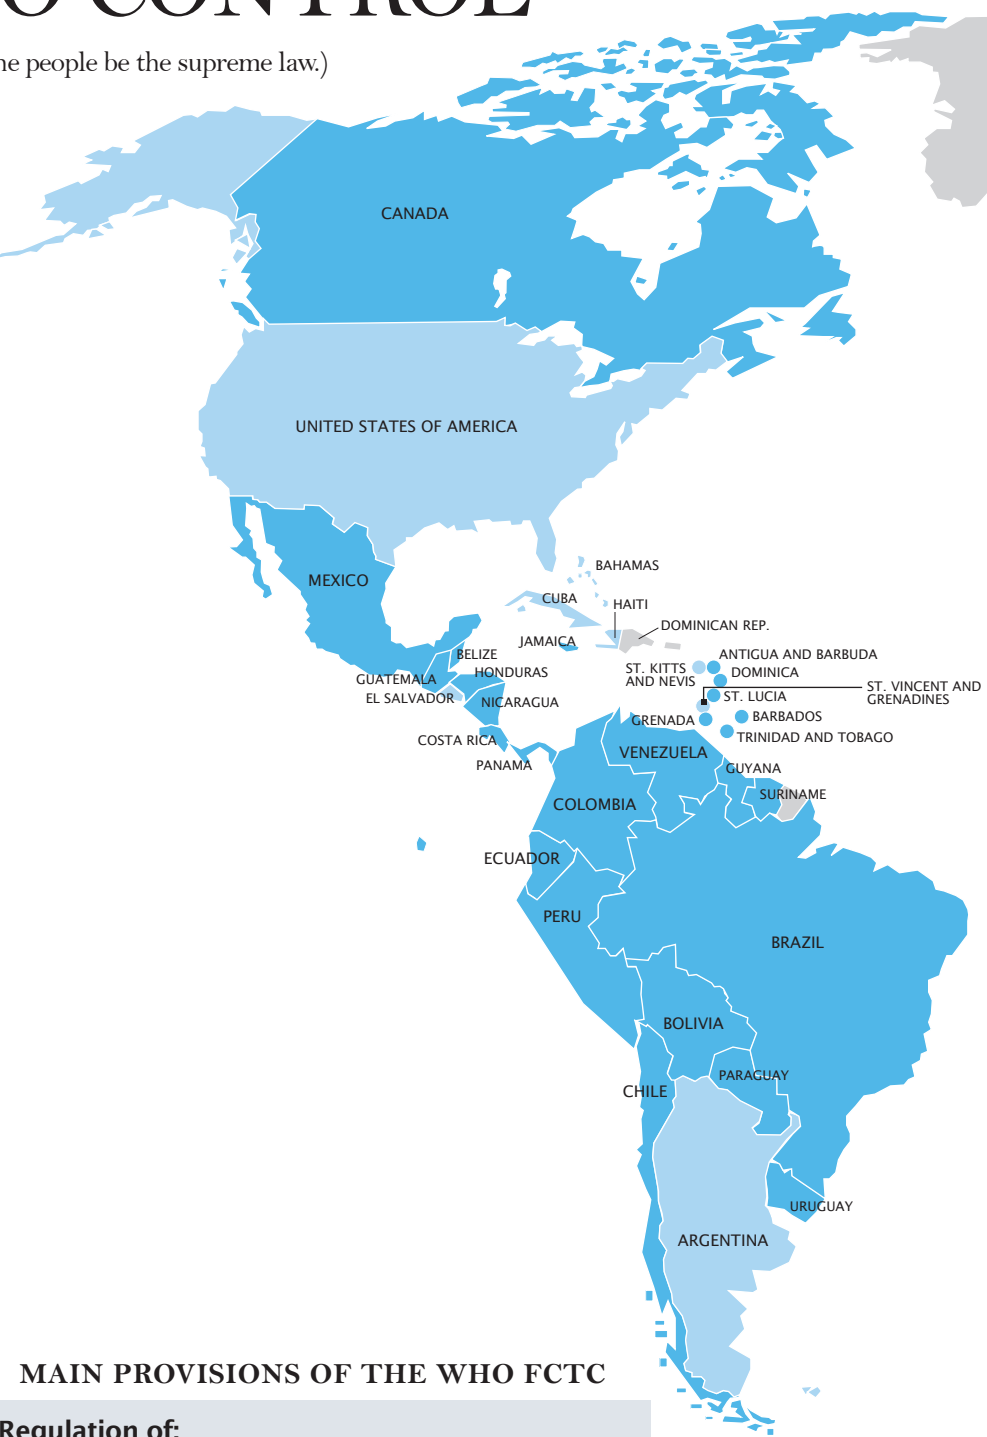 O CONTROL
ne people be the supreme law.)
CANADA
UNITED STATES OF AMERICA
MEXICO
BAHAMAS
CUBA
HAITI
DOMINICAN REP.
JAMAICA
BELIZE
ANTIGUA AND BARBUDA
ST. KITTS
AND NEVIS
DOMINICA
GUATEMALA
HONDURAS
EL SALVADOR
NICARAGUA
ST. LUCIA
ST. VINCENT AND
GRENADINES
GRENADA
BARBADOS
TRINIDAD AND TOBAGO
COSTA RICA
PANAMA
VENEZUELA
GUYANA
SURINAME
COLOMBIA
ECUADOR
PERU
BRAZIL
BOLIVIA
PARAGUAY
CHILE
URUGUAY
ARGENTINA
MAIN PROVISIONS OF THE WHO FCTC
Regulation of: